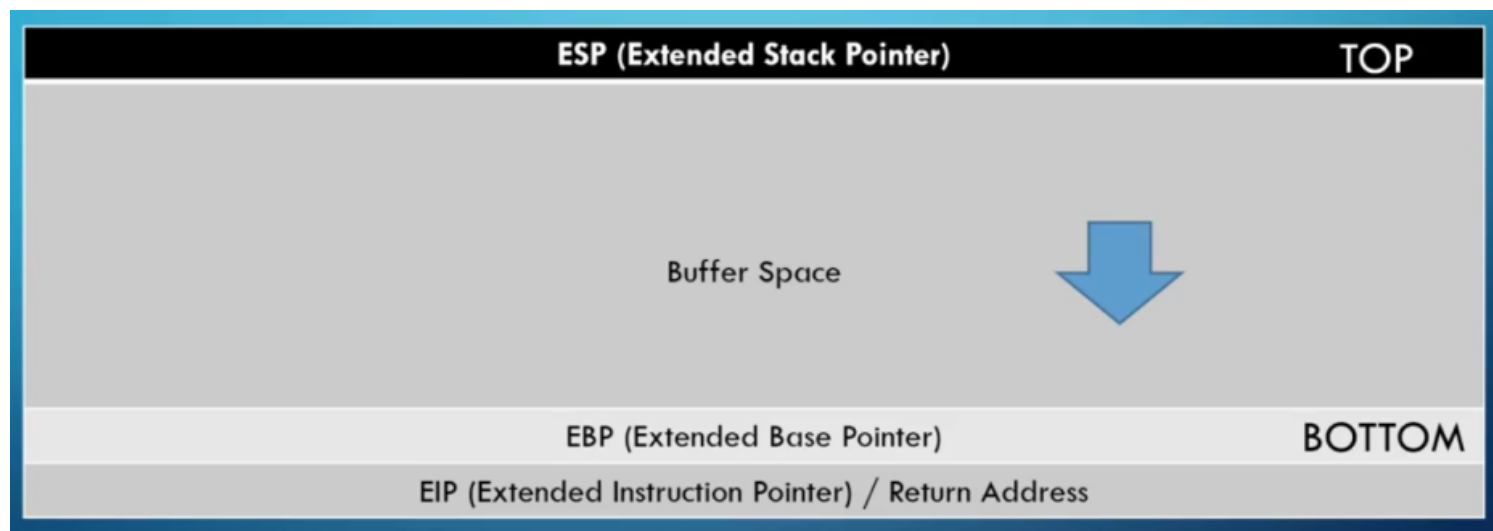 ESP (Extended Stack Pointer) TOP
Buffer Space
EBP (Extended Base Pointer) BOTTOM
EIP (Extended Instruction Pointer) / Return Address